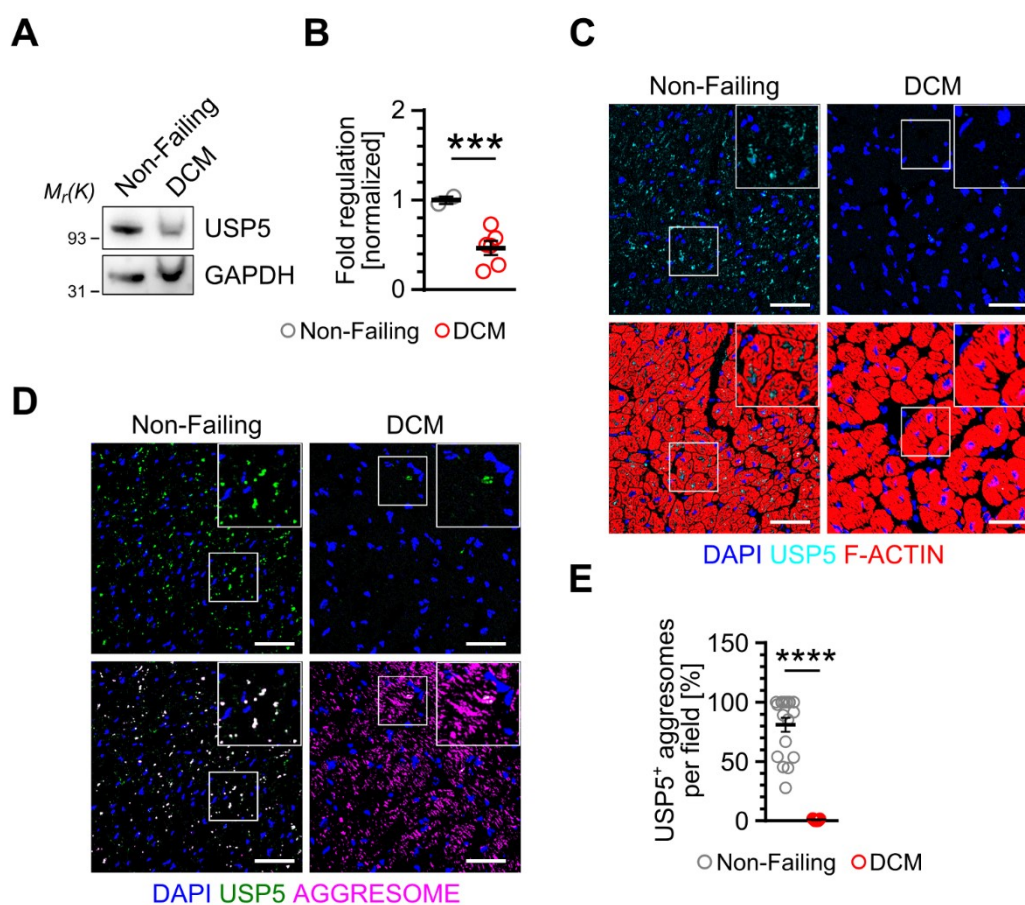 A
Non-Failing
DCM
Mr(K)
93
USP5
31
GAPDH
B
Fold regulation
[normalized]
2
1
0
***
Non-Failing DCM
C
Non-Failing DCM
DAPI USP5 F-ACTIN
D
Non-Failing DCM
DAPI USP5 AGGRESOME
E
USP5+ aggresomes
per field [%]
150
100
50
0
****
Non-Failing DCM